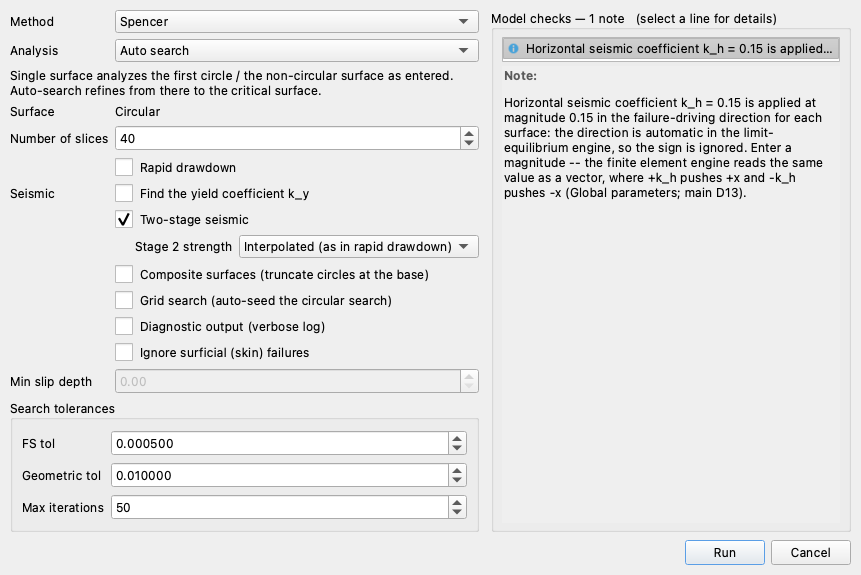 Method
Spencer
Analysis
Auto search
Single surface analyzes the first circle / the non-circular surface as entered.
Auto-search refines from there to the critical surface.
Surface
Circular
Number of slices
40
Rapid drawdown
Seismic
Find the yield coefficient k_y
Two-stage seismic
Stage 2 strength
Interpolated (as in rapid drawdown)
Composite surfaces (truncate circles at the base)
Grid search (auto-seed the circular search)
Diagnostic output (verbose log)
Ignore surficial (skin) failures
Min slip depth
0.00
Search tolerances
FS tol
0.000500
Geometric tol
0.010000
Max iterations
50
Model checks — 1 note (select a line for details)
Horizontal seismic coefficient k_h = 0.15 is applied...
Note:
Horizontal seismic coefficient k_h = 0.15 is applied at
magnitude 0.15 in the failure-driving direction for each
surface: the direction is automatic in the limit-
equilibrium engine, so the sign is ignored. Enter a
magnitude -- the finite element engine reads the same
value as a vector, where +k_h pushes +x and -k_h
pushes -x (Global parameters; main D13).
Run
Cancel